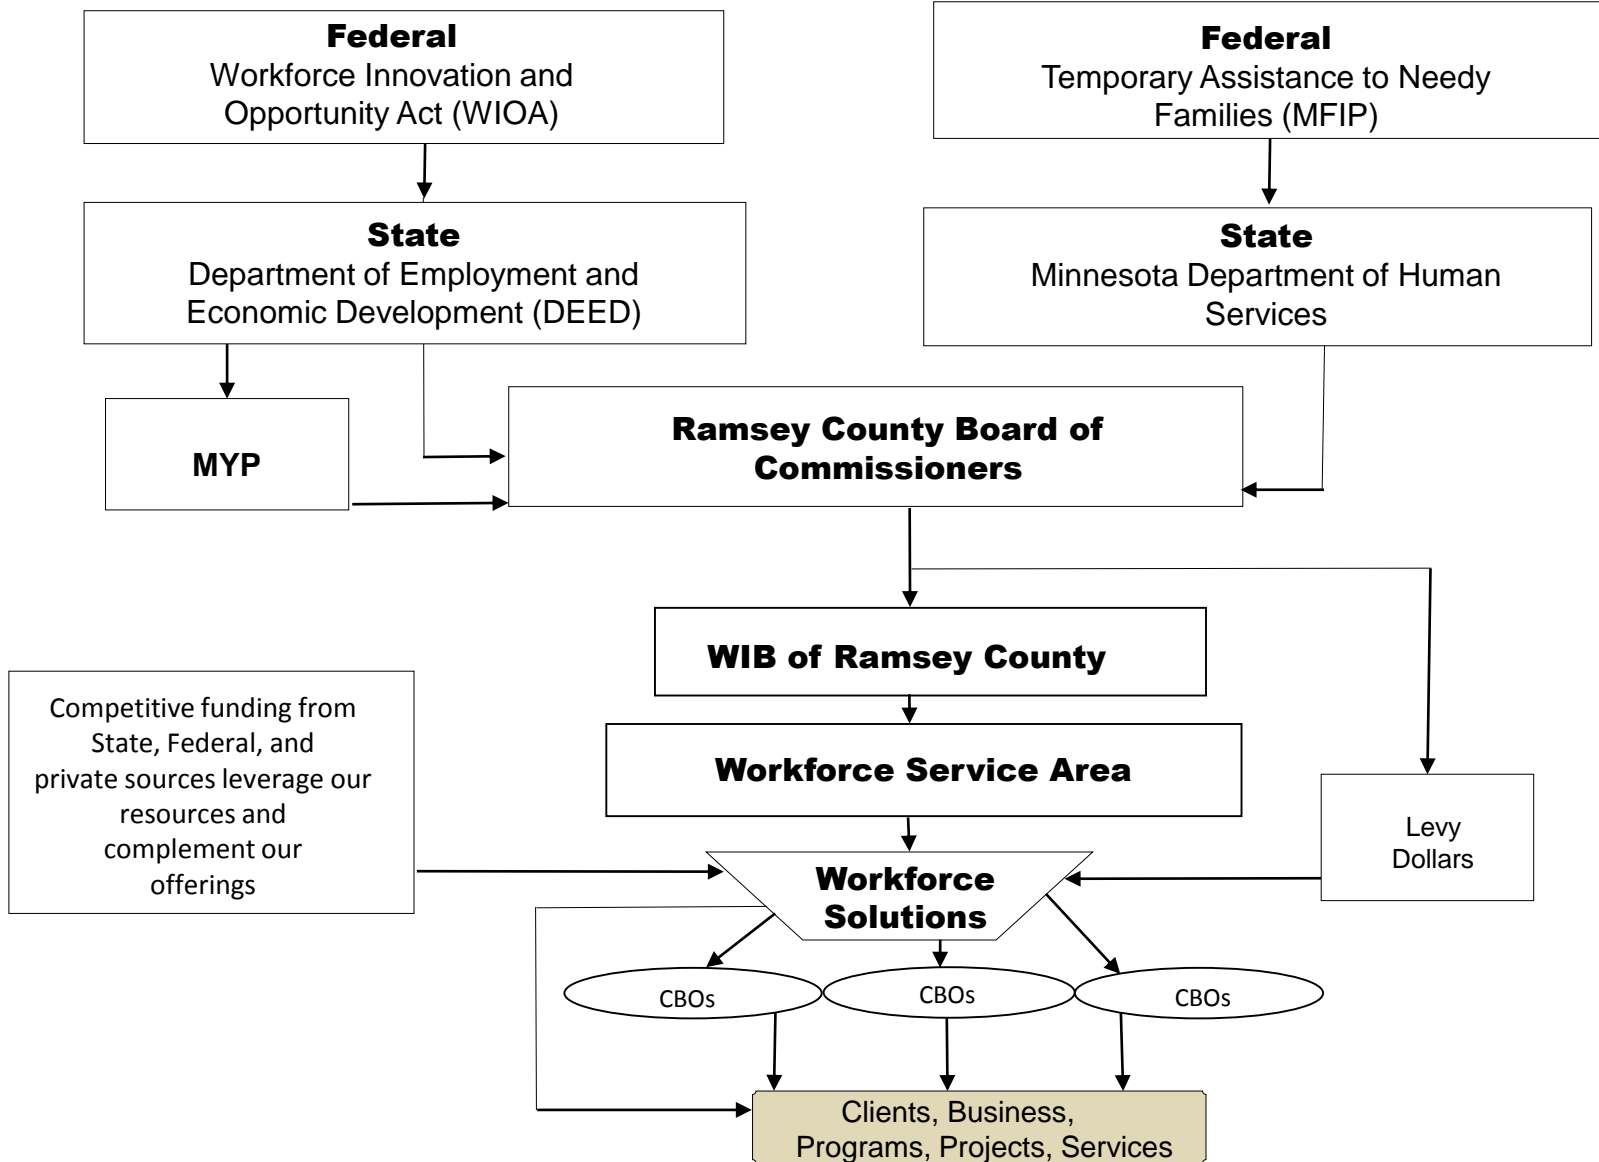 Federal
Workforce Innovation and
Opportunity Act (WIOA)
Federal
Temporary Assistance to Needy
Families (MFIP)
State
Department of Employment and
Economic Development (DEED)
State
Minnesota Department of Human
Services
MYP
Ramsey County Board of
Commissioners
WIB of Ramsey County
Competitive funding from
State, Federal, and
private sources leverage our
resources and
complement our
offerings
Workforce Service Area
Levy
Dollars
Workforce
Solutions
CBOs
CBOs
CBOs
Clients, Business,
Programs, Projects, Services